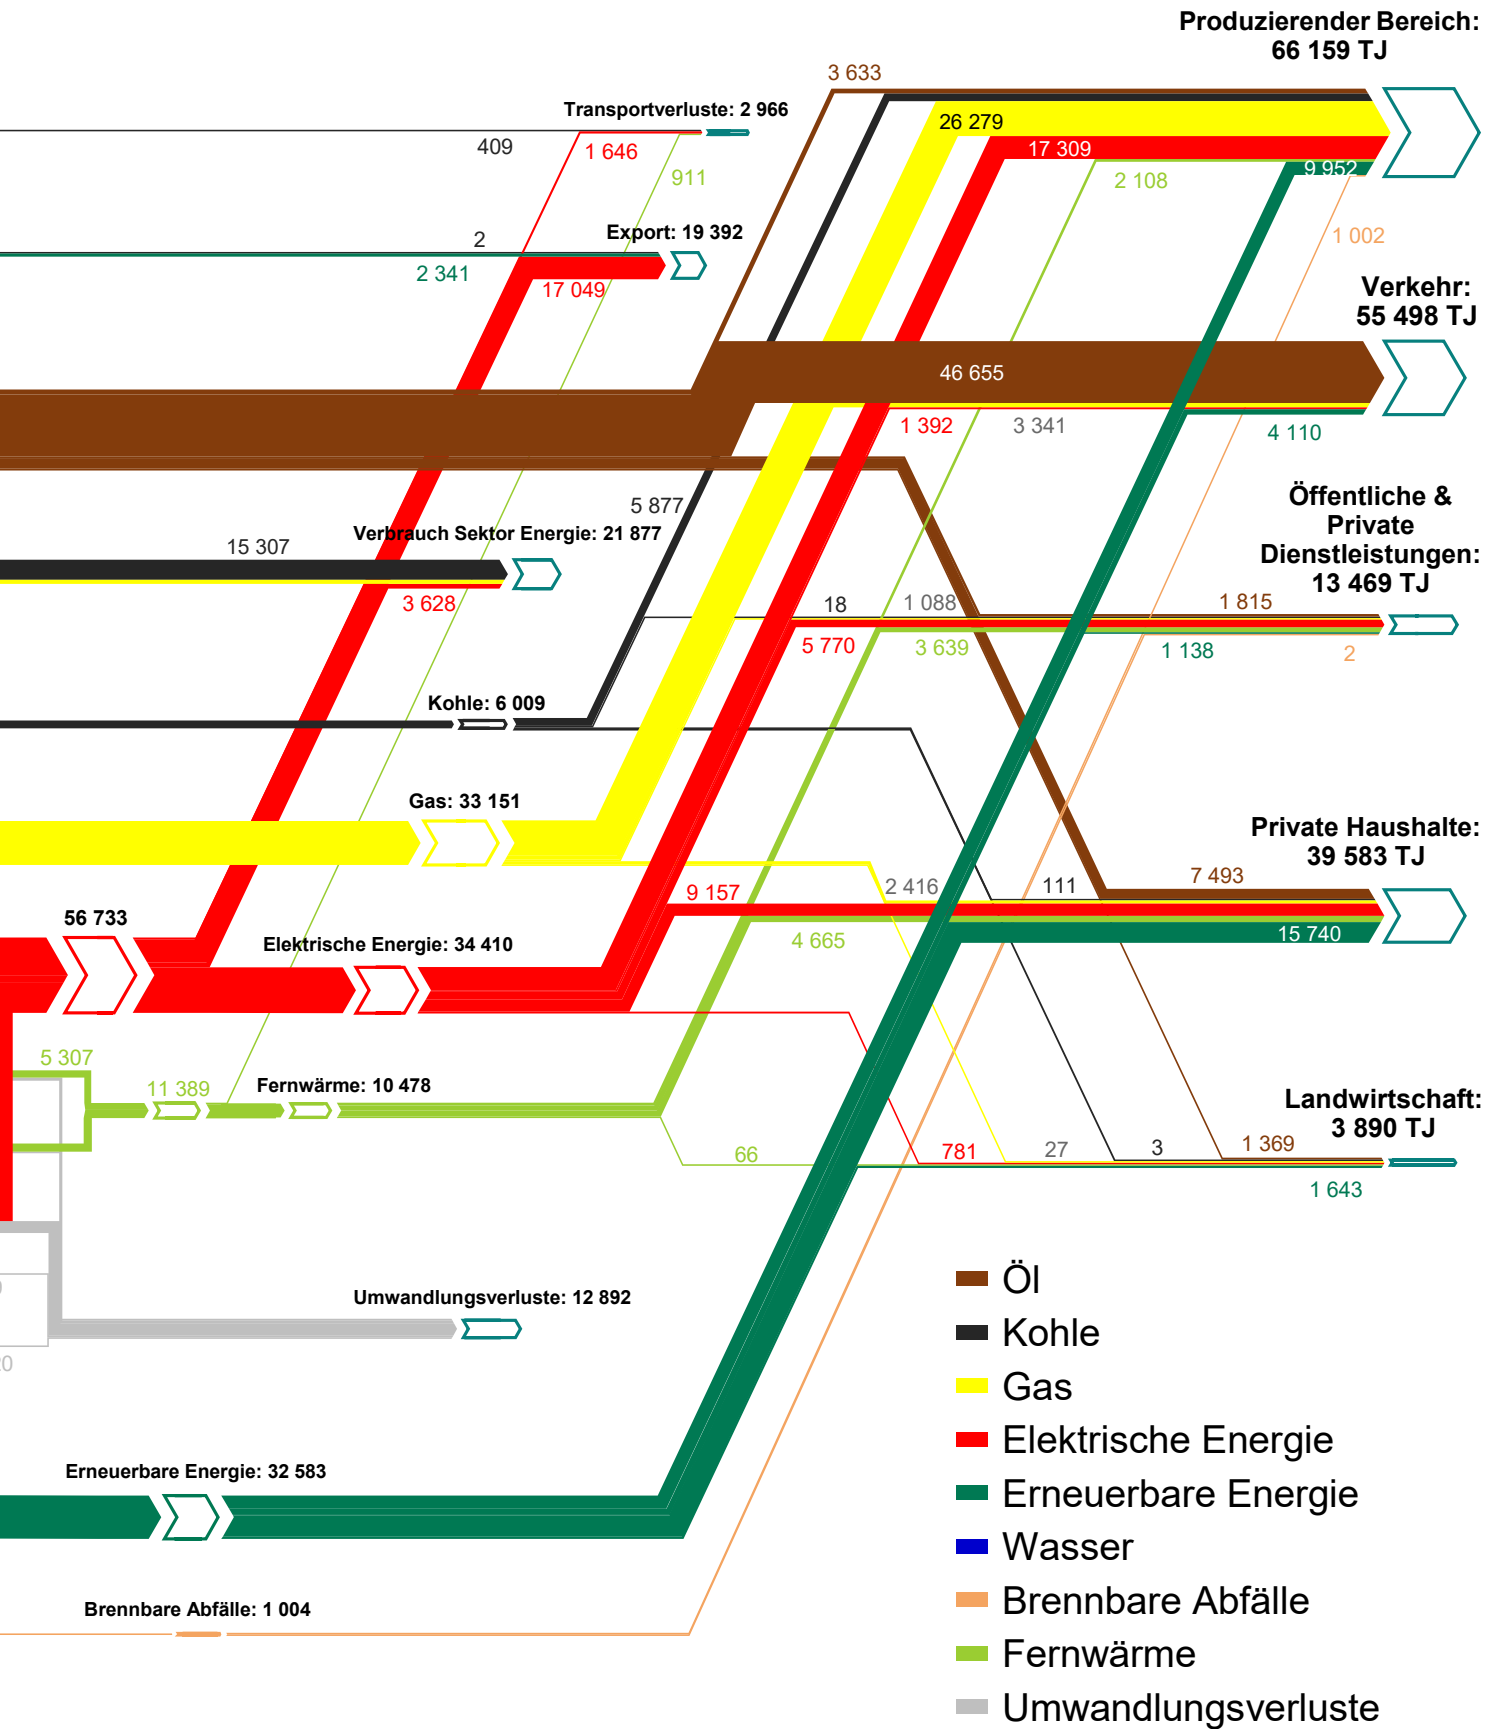 Produzierender Bereich:
66 159 TJ
3 633
Transportverluste: 2 966
409
1 646
911
26 279
17 309
2 108
9 952
1 002
2
Export: 19 392
2 341
17 049
Verkehr:
55 498 TJ
46 655
1 392
3 341
4 110
5 877
15 307
Verbrauch Sektor Energie: 21 877
3 628
Öffentliche &
Private
Dienstleistungen:
13 469 TJ
18
1 088
1 815
5 770
3 639
1 138
2
Kohle: 6 009
Gas: 33 151
Private Haushalte:
39 583 TJ
9 157
2 416
111
7 493
4 665
15 740
56 733
Elektrische Energie: 34 410
5 307
11 389
Fernwärme: 10 478
Landwirtschaft:
3 890 TJ
66
781
27
3
1 369
1 643
Umwandlungsverluste: 12 892
Erneuerbare Energie: 32 583
Brennbare Abfälle: 1 004
Öl
Kohle
Gas
Elektrische Energie
Erneuerbare Energie
Wasser
Brennbare Abfälle
Fernwärme
Umwandlungsverluste